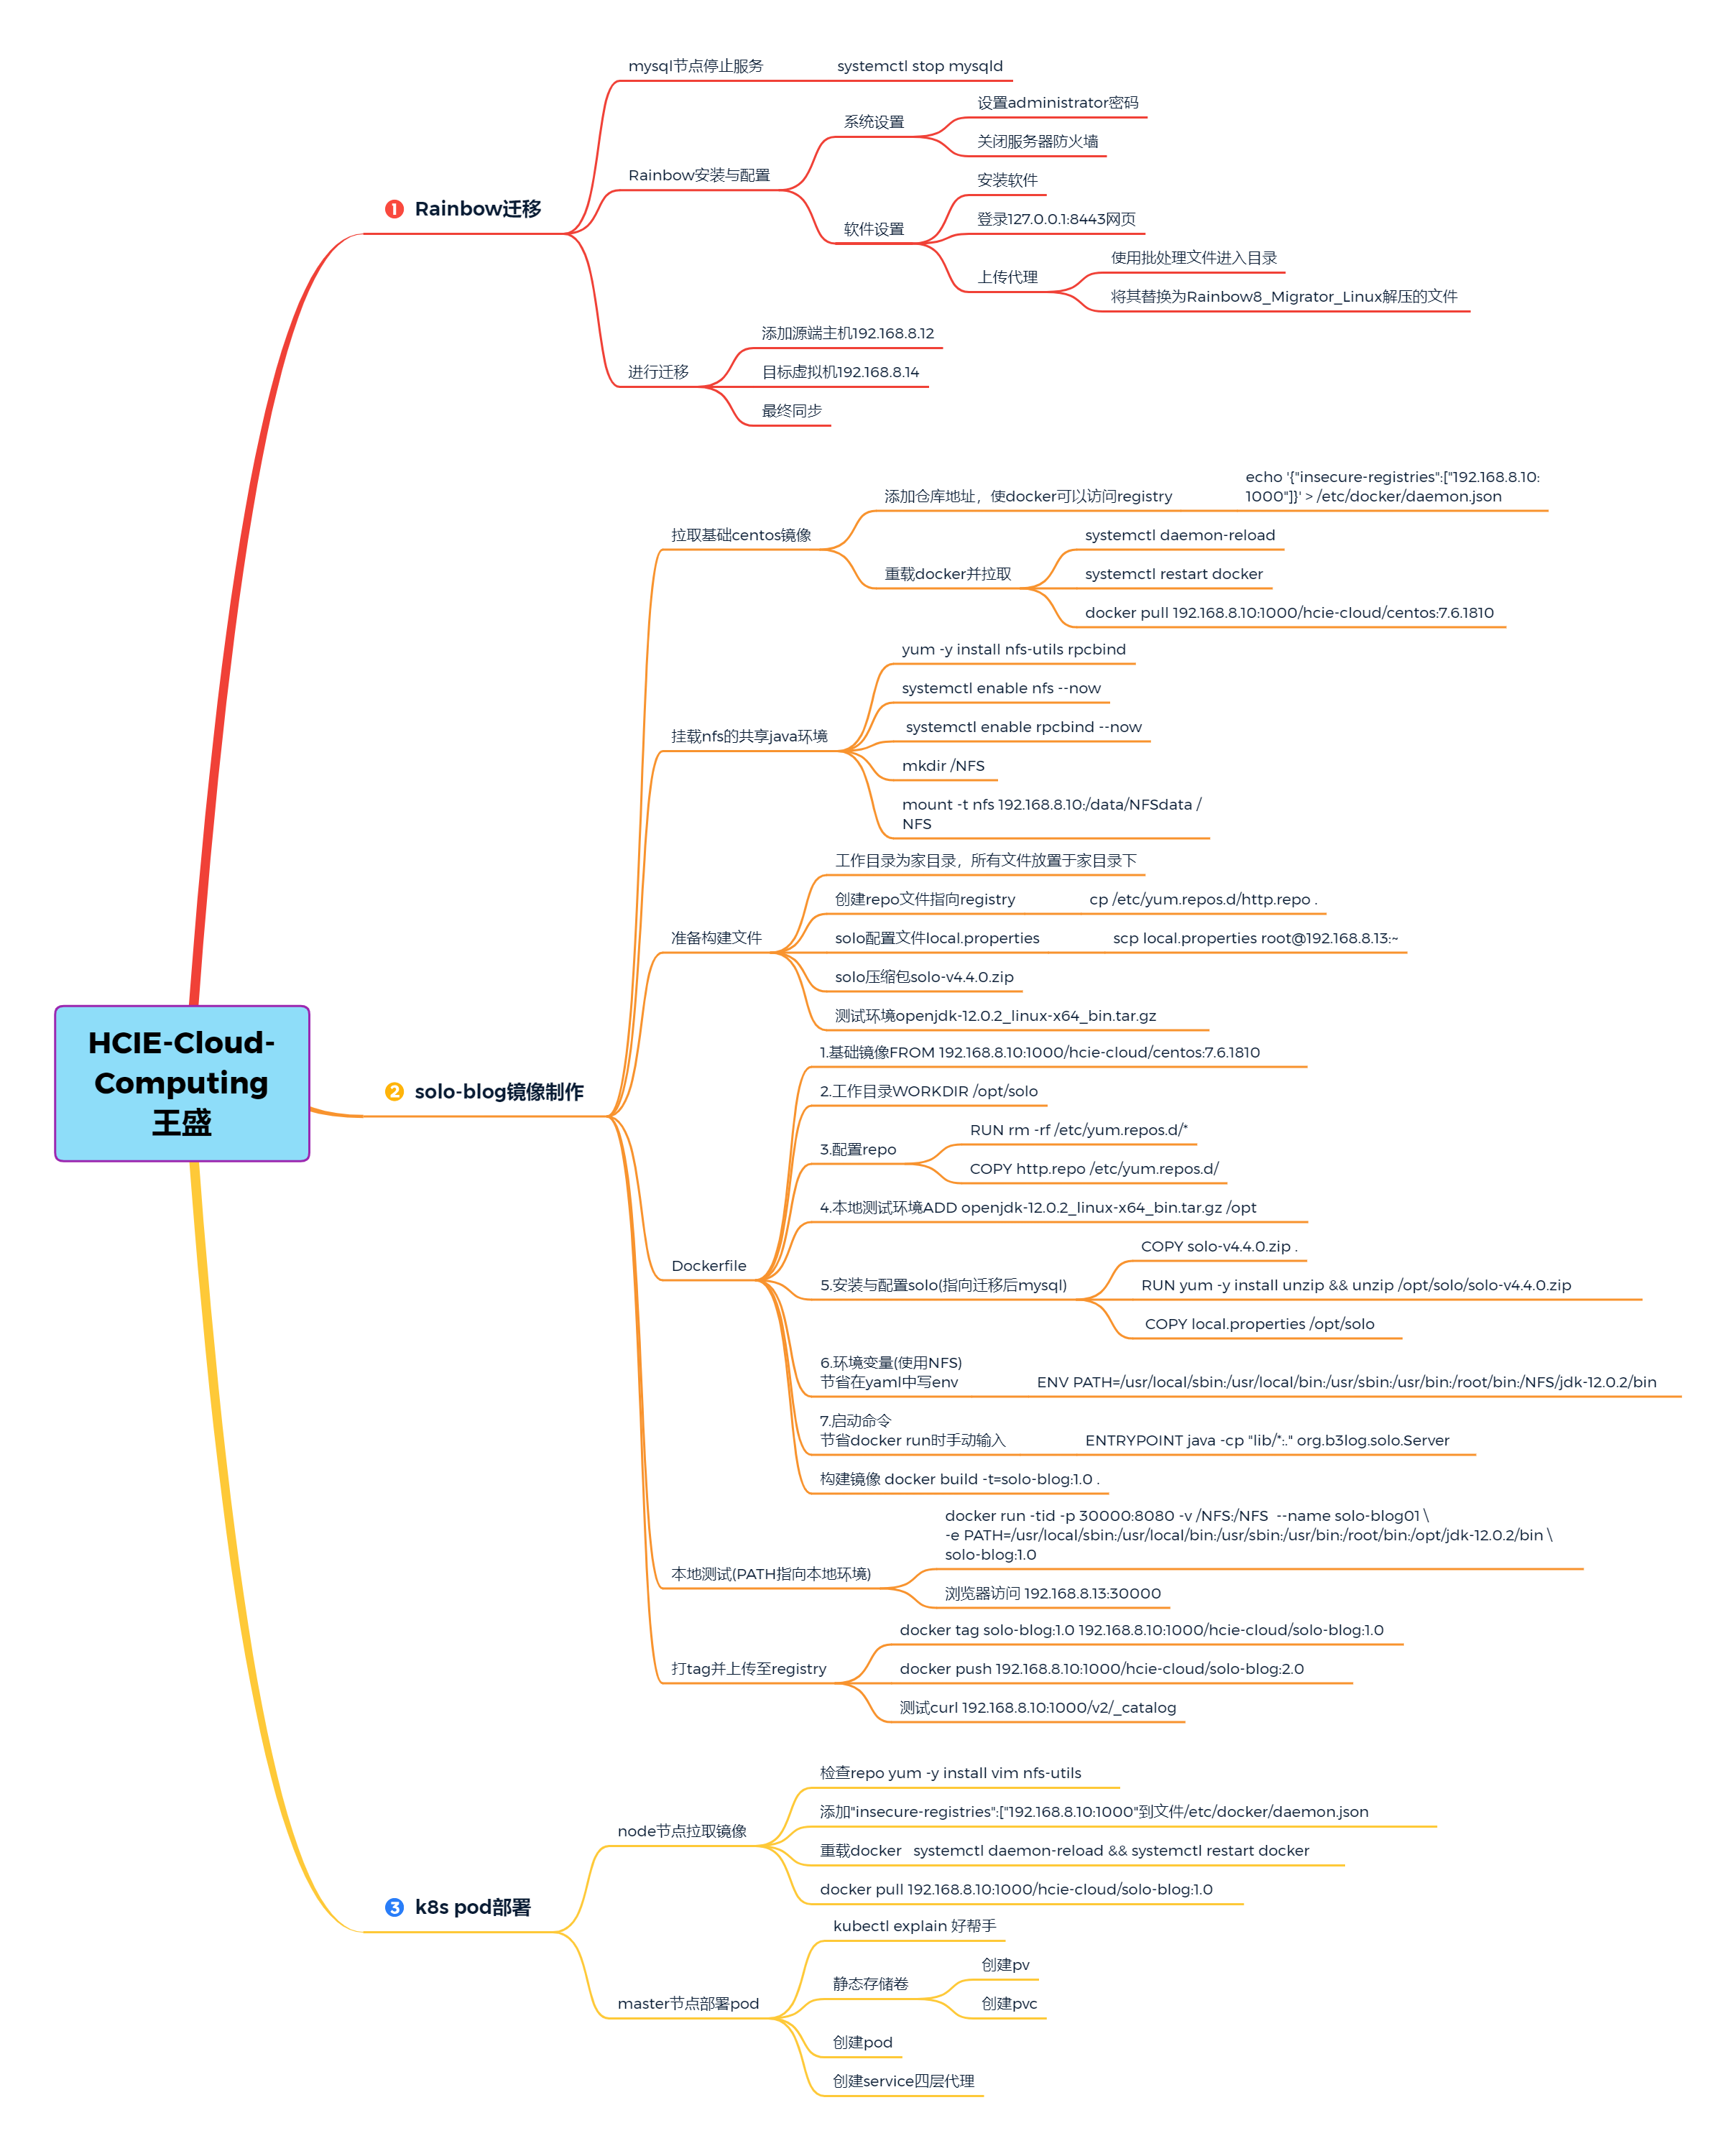 HCIE-Cloud-
Computing
王盛
1 Rainbow迁移
mysql节点停止服务
systemctl stop mysqld
Rainbow安装与配置
系统设置
设置administrator密码
关闭服务器防火墙
软件设置
安装软件
登录127.0.0.1:8443网页
上传代理
使用批处理文件进入目录
将其替换为Rainbow8_Migrator_Linux解压的文件
进行迁移
添加源端主机192.168.8.12
目标虚拟机192.168.8.14
最终同步
2 solo-blog镜像制作
拉取基础centos镜像
添加仓库地址，使docker可以访问registry
echo '{"insecure-registries":["192.168.8.10:
1000"]}' > /etc/docker/daemon.json
重载docker并拉取
systemctl daemon-reload
systemctl restart docker
docker pull 192.168.8.10:1000/hcie-cloud/centos:7.6.1810
挂载nfs的共享java环境
yum -y install nfs-utils rpcbind
systemctl enable nfs --now
systemctl enable rpcbind --now
mkdir /NFS
mount -t nfs 192.168.8.10:/data/NFSdata /
NFS
准备构建文件
工作目录为家目录，所有文件放置于家目录下
创建repo文件指向registry
cp /etc/yum.repos.d/http.repo .
solo配置文件local.properties
scp local.properties root@192.168.8.13:~
solo压缩包solo-v4.4.0.zip
测试环境openjdk-12.0.2_linux-x64_bin.tar.gz
Dockerfile
1.基础镜像FROM 192.168.8.10:1000/hcie-cloud/centos:7.6.1810
2.工作目录WORKDIR /opt/solo
3.配置repo
RUN rm -rf /etc/yum.repos.d/*
COPY http.repo /etc/yum.repos.d/
4.本地测试环境ADD openjdk-12.0.2_linux-x64_bin.tar.gz /opt
5.安装与配置solo(指向迁移后mysql)
COPY solo-v4.4.0.zip .
RUN yum -y install unzip && unzip /opt/solo/solo-v4.4.0.zip
COPY local.properties /opt/solo
6.环境变量(使用NFS)
节省在yaml中写env
ENV PATH=/usr/local/sbin:/usr/local/bin:/usr/sbin:/usr/bin:/root/bin:/NFS/jdk-12.0.2/bin
7.启动命令
节省docker run时手动输入
ENTRYPOINT java -cp "lib/*:." org.b3log.solo.Server
构建镜像 docker build -t=solo-blog:1.0 .
本地测试(PATH指向本地环境)
docker run -tid -p 30000:8080 -v /NFS:/NFS  --name solo-blog01 \
-e PATH=/usr/local/sbin:/usr/local/bin:/usr/sbin:/usr/bin:/root/bin:/opt/jdk-12.0.2/bin \
solo-blog:1.0
浏览器访问 192.168.8.13:30000
打tag并上传至registry
docker tag solo-blog:1.0 192.168.8.10:1000/hcie-cloud/solo-blog:1.0
docker push 192.168.8.10:1000/hcie-cloud/solo-blog:2.0
测试curl 192.168.8.10:1000/v2/_catalog
3 k8s pod部署
node节点拉取镜像
检查repo yum -y install vim nfs-utils
添加"insecure-registries":["192.168.8.10:1000"到文件/etc/docker/daemon.json
重载docker   systemctl daemon-reload && systemctl restart docker
docker pull 192.168.8.10:1000/hcie-cloud/solo-blog:1.0
master节点部署pod
kubectl explain 好帮手
静态存储卷
创建pv
创建pvc
创建pod
创建service四层代理